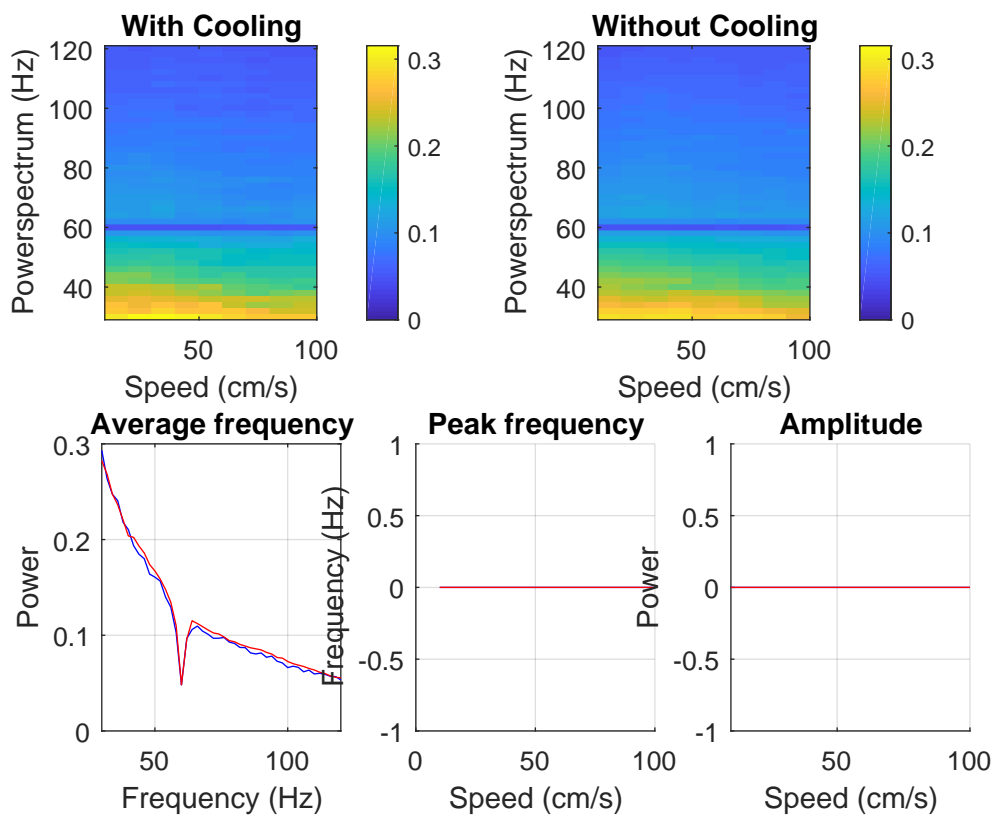 With Cooling
Powerspectrum (Hz)
120
100
80
60
40
50
100
Speed (cm/s)
0.3
0.2
0.1
0
Without Cooling
Powerspectrum (Hz)
120
100
80
60
40
50
100
Speed (cm/s)
0.3
0.2
0.1
0
Average frequency
Power
0.3
0.2
0.1
0
50
100
Frequency (Hz)
Peak frequency
Frequency (Hz)
1
0.5
0
-0.5
-1
0
50
100
Speed (cm/s)
Amplitude
Power
1
0.5
0
-0.5
-1
50
100
Speed (cm/s)